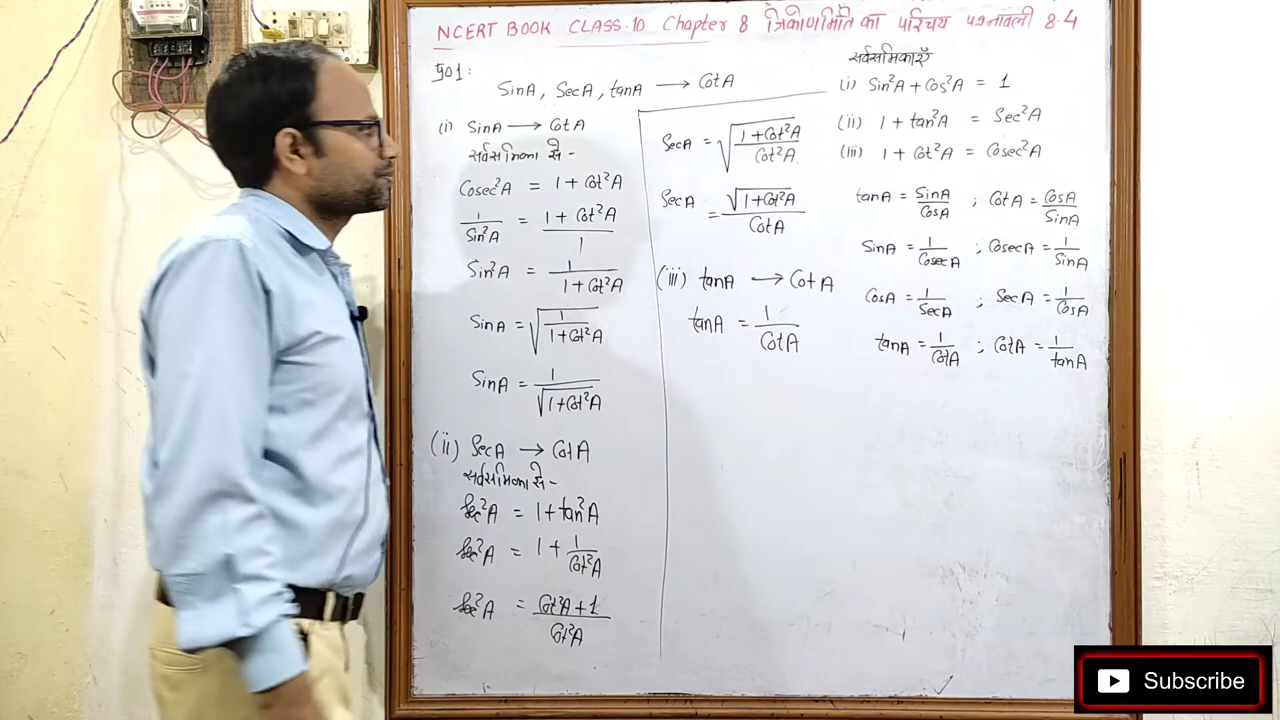 NCERT BOOK CLASS.10 Chapter 8 त्रिकोणमिति का परिचय प्रश्नावली 8.4
प्र01:
SinA, SecA, tanA → CotA
(i) SinA → CotA
सर्वसमिका से -
Cosec²A = 1 + Cot²A
1/Sin²A = (1 + Cot²A)/1
Sin²A = 1/(1 + Cot²A)
SinA = √(1/(1+Cot²A))
SinA = 1/√(1+Cot²A)
(ii) SecA → CotA
सर्वसमिका से -
Sec²A = 1 + tan²A
Sec²A = 1 + 1/Cot²A
Sec²A = (Cot²A + 1)/Cot²A
SecA = √((1+Cot²A)/Cot²A)
SecA = √(1+Cot²A)/CotA
(iii) tanA → CotA
tanA = 1/CotA
सर्वसमिकाएँ
(i) Sin²A + Cos²A = 1
(ii) 1 + tan²A = Sec²A
(iii) 1 + Cot²A = Cosec²A
tanA = SinA/CosA ; CotA = CosA/SinA
SinA = 1/CosecA ; CosecA = 1/SinA
CosA = 1/SecA ; SecA = 1/CosA
tanA = 1/CotA ; CotA = 1/tanA
Subscribe